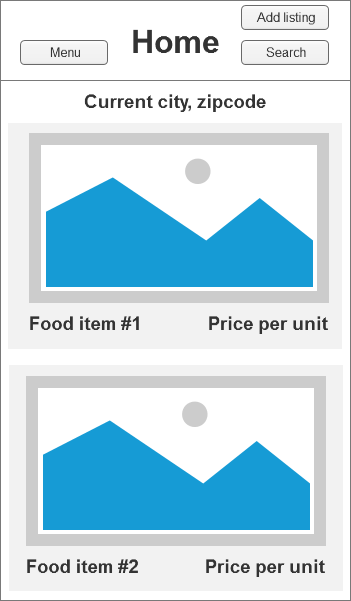 Add listing
Home
Menu
Search
Current city, zipcode
Food item #1
Price per unit
Food item #2
Price per unit